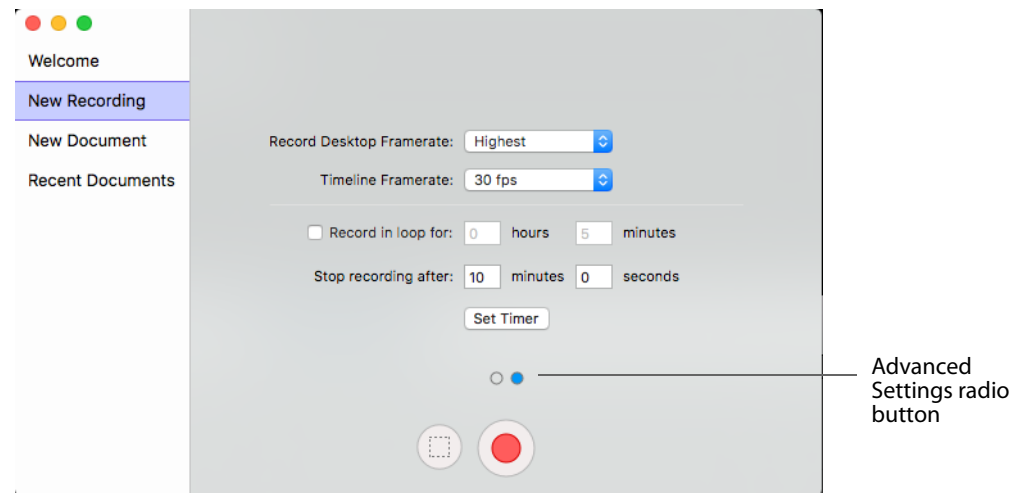 Welcome
New Recording
New Document
Recent Documents
Record Desktop Framerate: Highest
Timeline Framerate: 30 fps
Record in loop for: 0 hours 5 minutes
Stop recording after: 10 minutes 0 seconds
Set Timer
Advanced
Settings radio
button